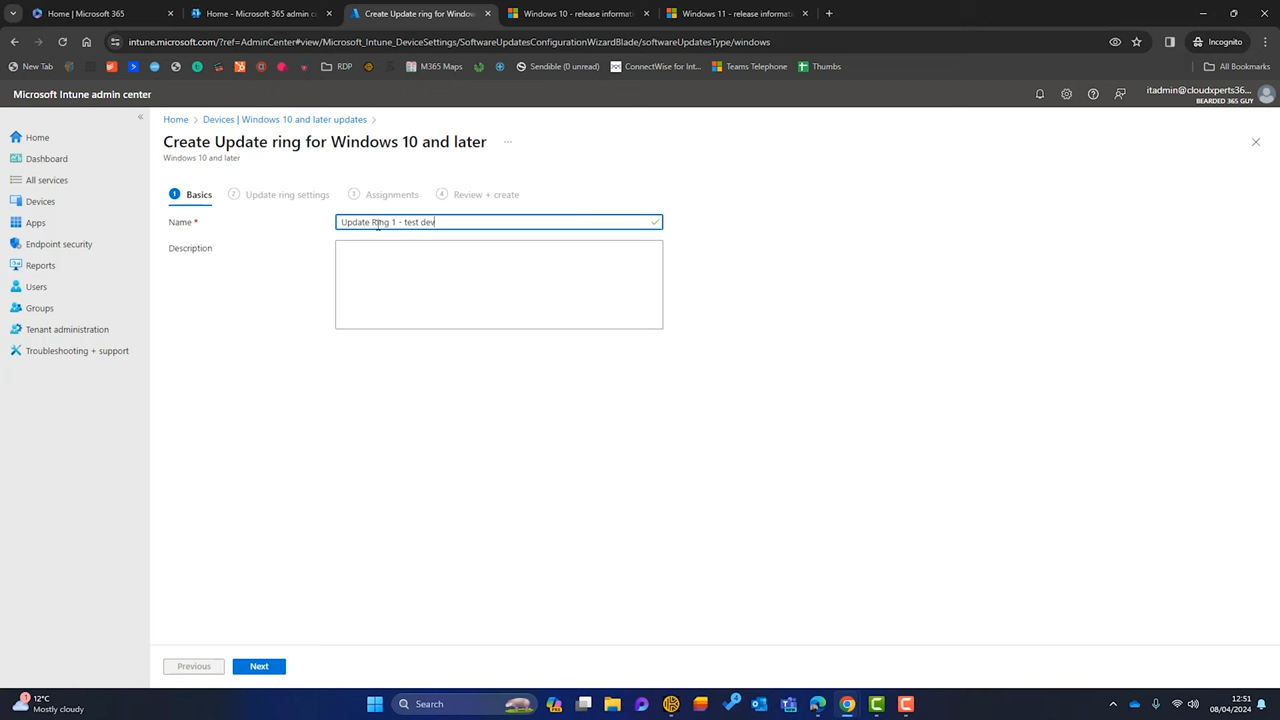 Home | Microsoft 365
Home - Microsoft 365 admin ce
Create Update ring for Window
Windows 10 - release informati
Windows 11 - release informati
intune.microsoft.com/?ref=AdminCenter#view/Microsoft_Intune_DeviceSettings/SoftwareUpdatesConfigurationWizardBlade/softwareUpdatesType/windows
Incognito
New Tab
RDP
M365 Maps
Sendible (0 unread)
ConnectWise for Int...
Teams Telephone
Thumbs
All Bookmarks
Microsoft Intune admin center
itadmin@cloudxperts36...
BEARDED 365 GUY
Home
Dashboard
All services
Devices
Apps
Endpoint security
Reports
Users
Groups
Tenant administration
Troubleshooting + support
Home > Devices | Windows 10 and later updates >
Create Update ring for Windows 10 and later ...
Windows 10 and later
1 Basics
2 Update ring settings
3 Assignments
4 Review + create
Name *
Update Ring 1 - test dev
Description
Previous
Next
12°C
Mostly cloudy
Search
12:51
08/04/2024